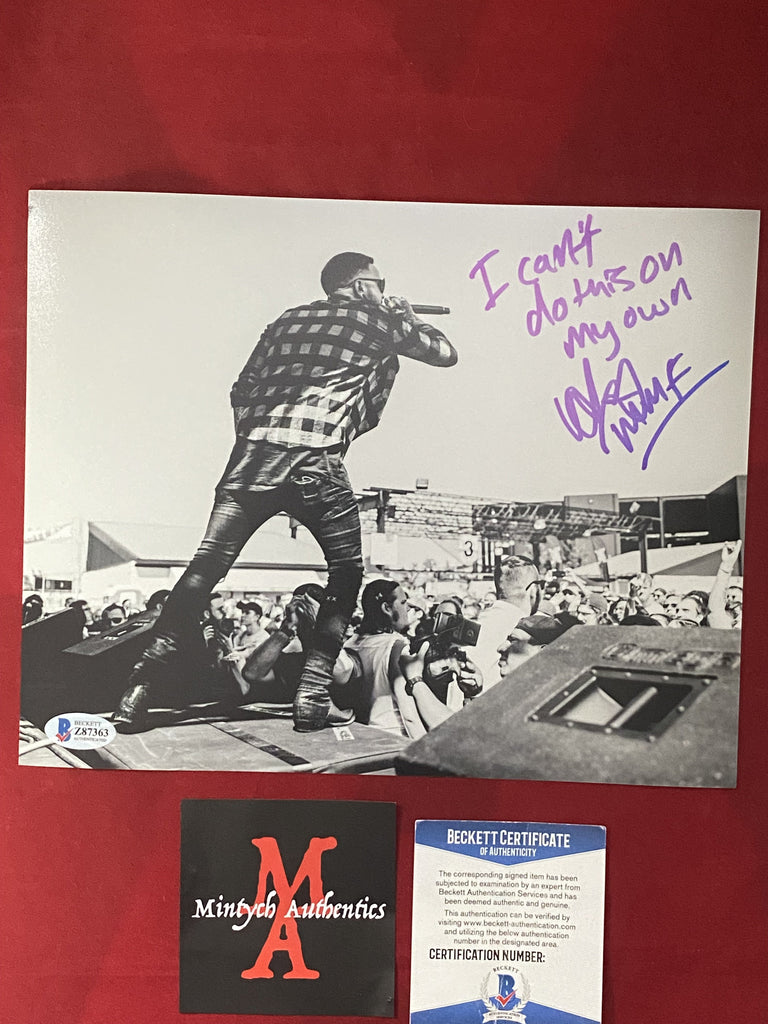 I can't
do this on
my own
3
BECKETT
Z87363
AUTHENTICATED
MA
Mintych Authentics
BECKETT CERTIFICATE
OF AUTHENTICITY
The corresponding signed item has been
subjected to examination by an expert from
Beckett Authentication Services and has
been deemed authentic and genuine.
This authentication can be verified by
visiting www.beckett-authentication.com
and utilizing the below authentication
number in the designated area.
CERTIFICATION NUMBER:
BECKETT
B